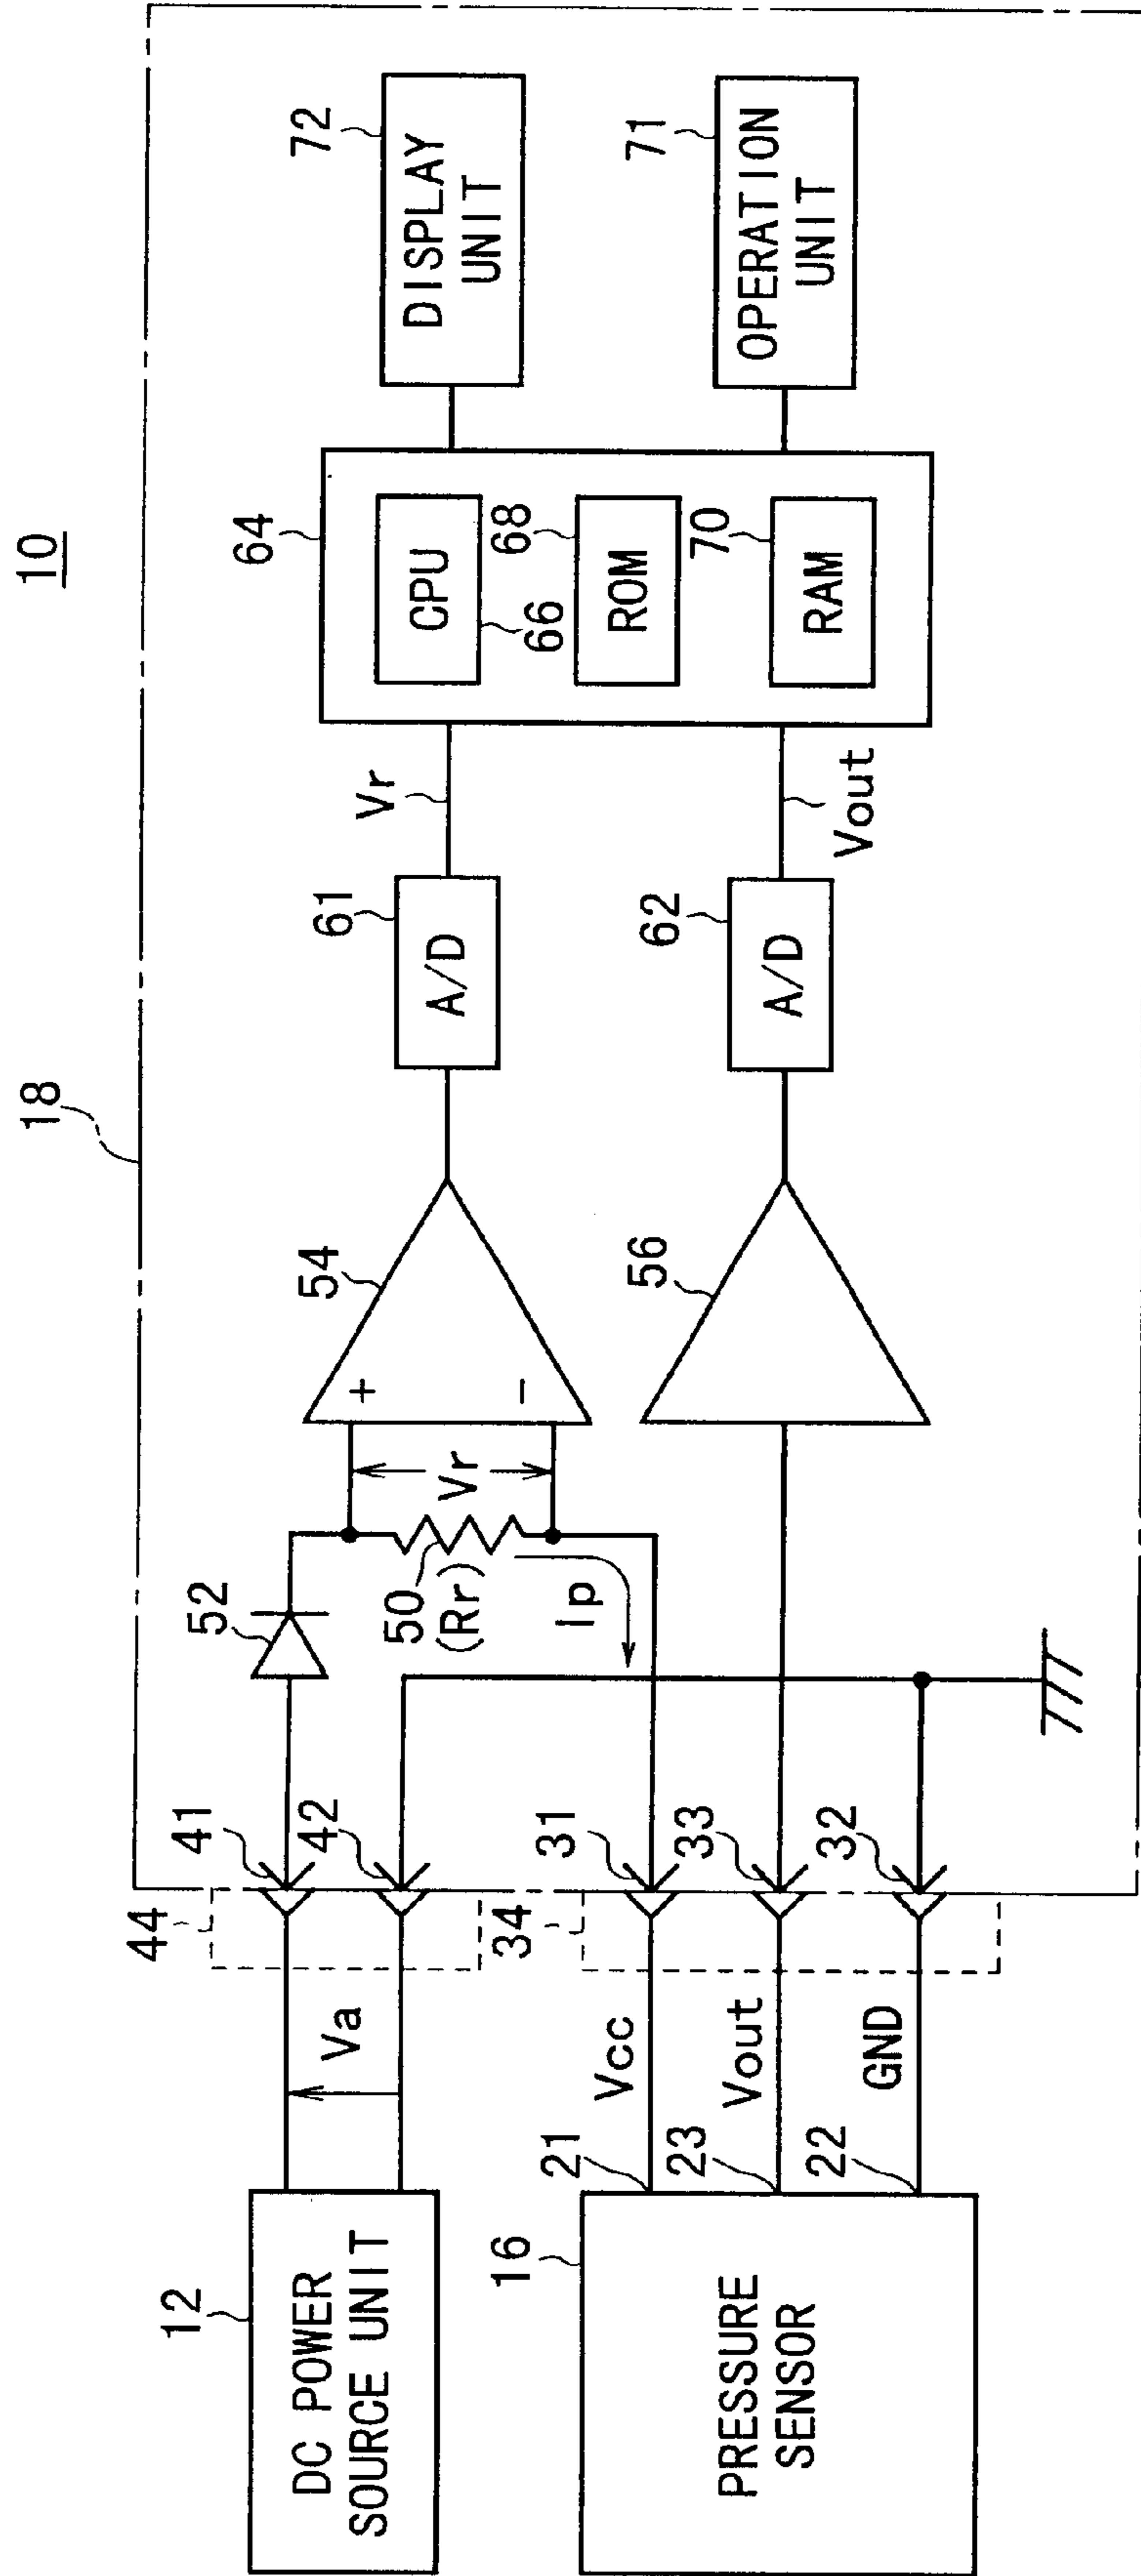 10
18
12
DC POWER
SOURCE UNIT
Va
44
41
42
52
50
(Rr)
Vr
Ip
+
−
54
61
A/D
Vr
64
CPU
66
68
ROM
70
RAM
72
DISPLAY
UNIT
71
OPERATION
UNIT
16
PRESSURE
SENSOR
21
23
22
Vcc
Vout
GND
34
31
33
32
56
62
A/D
Vout